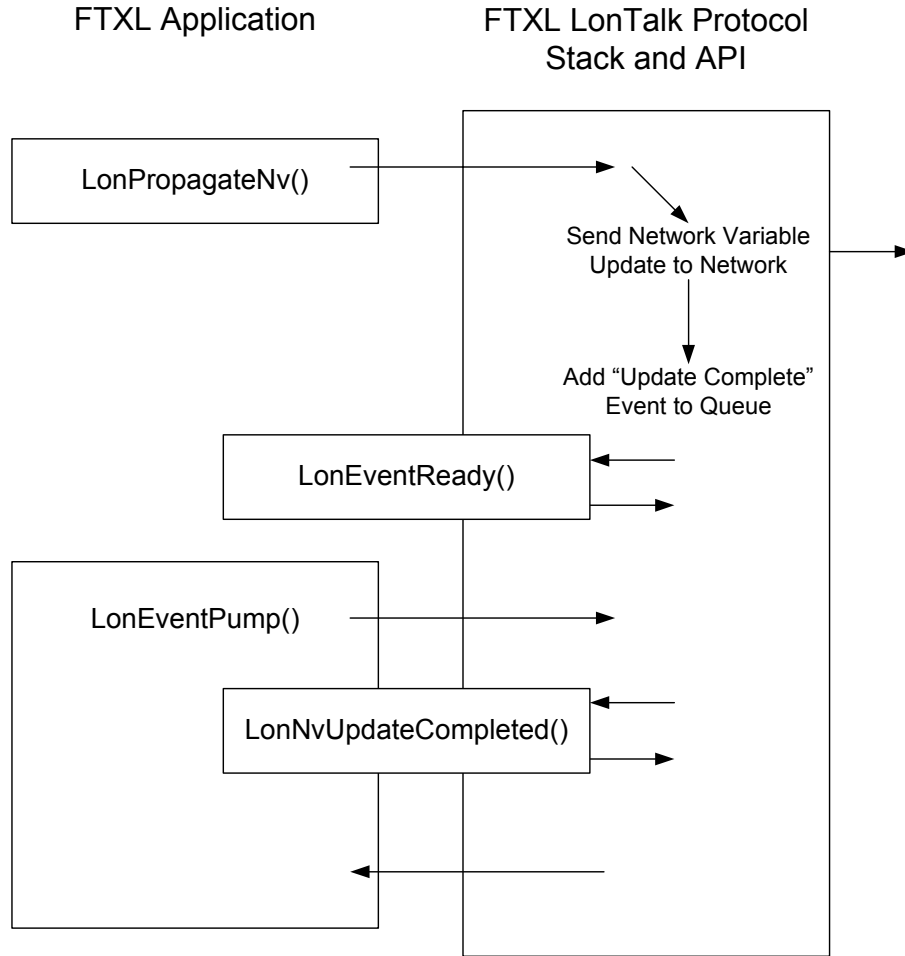 FTXL Application
FTXL LonTalk Protocol
Stack and API
LonPropagateNv()
Send Network Variable
Update to Network
Add “Update Complete”
Event to Queue
LonEventReady()
LonEventPump()
LonNvUpdateCompleted()